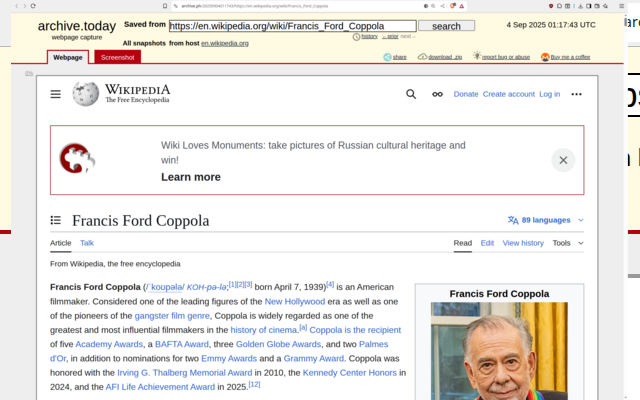 archive.ph/20250904011743/https://en.wikipedia.org/wiki/Francis_Ford_Coppola
archive.today
webpage capture
Saved from
https://en.wikipedia.org/wiki/Francis_Ford_Coppola
search
4 Sep 2025 01:17:43 UTC
history ←prior next→
All snapshots from host en.wikipedia.org
Webpage
Screenshot
share
download .zip
report bug or abuse
Buy me a coffee
WIKIPEDIA
The Free Encyclopedia
Donate Create account Log in
Wiki Loves Monuments: take pictures of Russian cultural heritage and
win!
Learn more
Francis Ford Coppola
89 languages
Article Talk
Read Edit View history Tools
From Wikipedia, the free encyclopedia
Francis Ford Coppola (/ˈkoʊpələ/ KOH-pə-lə;[1][2][3] born April 7, 1939)[4] is an American
filmmaker. Considered one of the leading figures of the New Hollywood era as well as one
of the pioneers of the gangster film genre, Coppola is widely regarded as one of the
greatest and most influential filmmakers in the history of cinema.[a] Coppola is the recipient
of five Academy Awards, a BAFTA Award, three Golden Globe Awards, and two Palmes
d'Or, in addition to nominations for two Emmy Awards and a Grammy Award. Coppola was
honored with the Irving G. Thalberg Memorial Award in 2010, the Kennedy Center Honors in
2024, and the AFI Life Achievement Award in 2025.[12]
Francis Ford Coppola